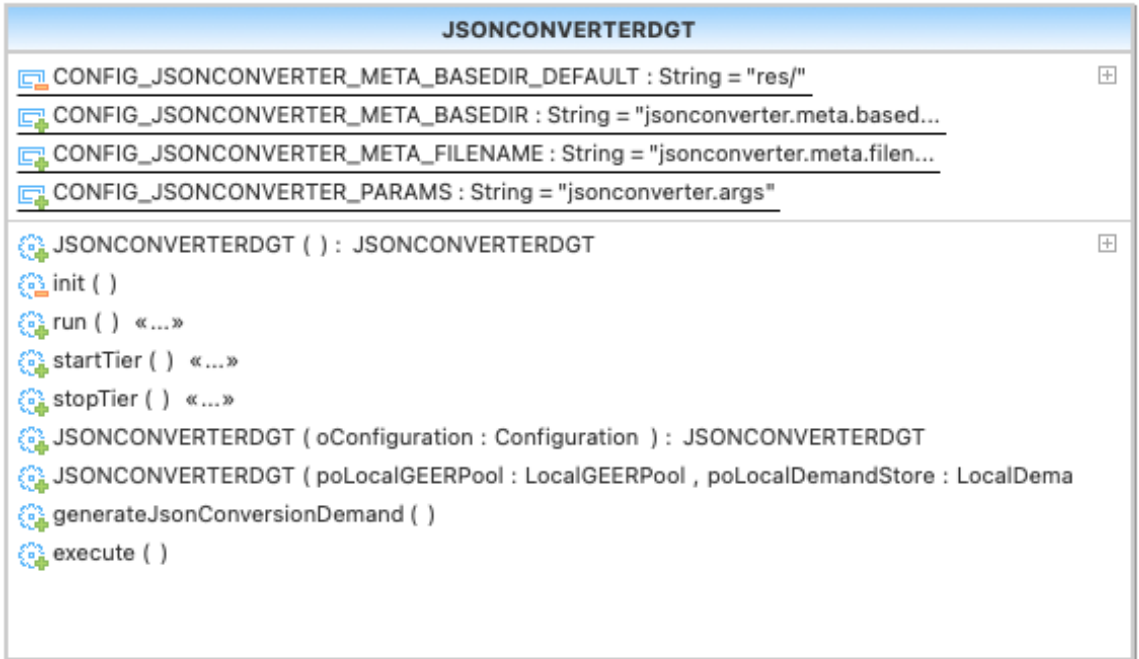 JSONCONVERTERDGT
CONFIG_JSONCONVERTER_META_BASEDIR_DEFAULT : String = "res/"
CONFIG_JSONCONVERTER_META_BASEDIR : String = "jsonconverter.meta.based...
CONFIG_JSONCONVERTER_META_FILENAME : String = "jsonconverter.meta.filen...
CONFIG_JSONCONVERTER_PARAMS : String = "jsonconverter.args"
JSONCONVERTERDGT ( ) : JSONCONVERTERDGT
init ( )
run ( ) «...»
startTier ( ) «...»
stopTier ( ) «...»
JSONCONVERTERDGT ( oConfiguration : Configuration ) : JSONCONVERTERDGT
JSONCONVERTERDGT ( poLocalGEERPool : LocalGEERPool , poLocalDemandStore : LocalDema
generateJsonConversionDemand ( )
execute ( )